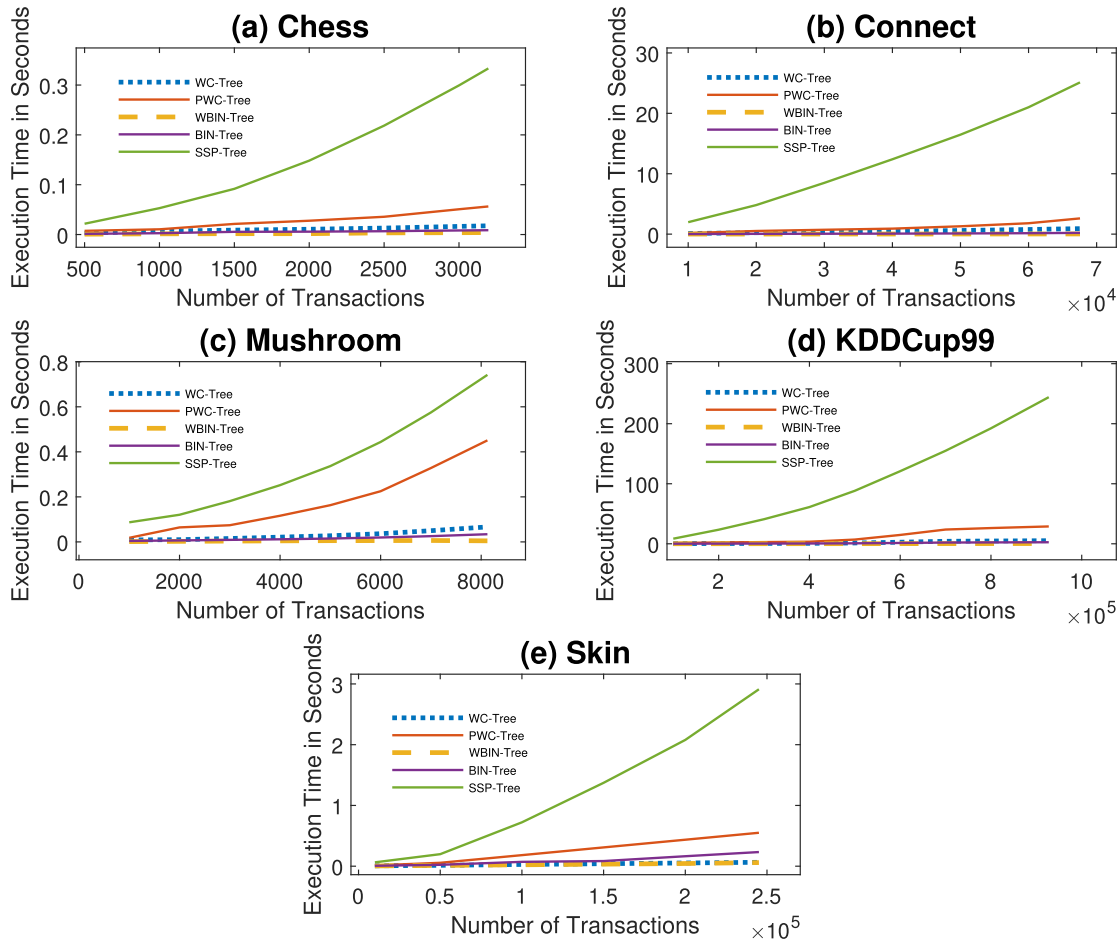 (a) Chess
Execution Time in Seconds
0.3
0.2
0.1
0
WC-Tree
PWC-Tree
WBIN-Tree
BIN-Tree
SSP-Tree
500 1000 1500 2000 2500 3000
Number of Transactions
(b) Connect
Execution Time in Seconds
30
20
10
0
WC-Tree
PWC-Tree
WBIN-Tree
BIN-Tree
SSP-Tree
1 2 3 4 5 6 7
Number of Transactions
×10⁴
(c) Mushroom
Execution Time in Seconds
0.8
0.6
0.4
0.2
0
WC-Tree
PWC-Tree
WBIN-Tree
BIN-Tree
SSP-Tree
0 2000 4000 6000 8000
Number of Transactions
(d) KDDCup99
Execution Time in Seconds
300
200
100
0
WC-Tree
PWC-Tree
WBIN-Tree
BIN-Tree
SSP-Tree
2 4 6 8 10
Number of Transactions
×10⁵
(e) Skin
Execution Time in Seconds
3
2
1
0
WC-Tree
PWC-Tree
WBIN-Tree
BIN-Tree
SSP-Tree
0 0.5 1 1.5 2 2.5
Number of Transactions
×10⁵